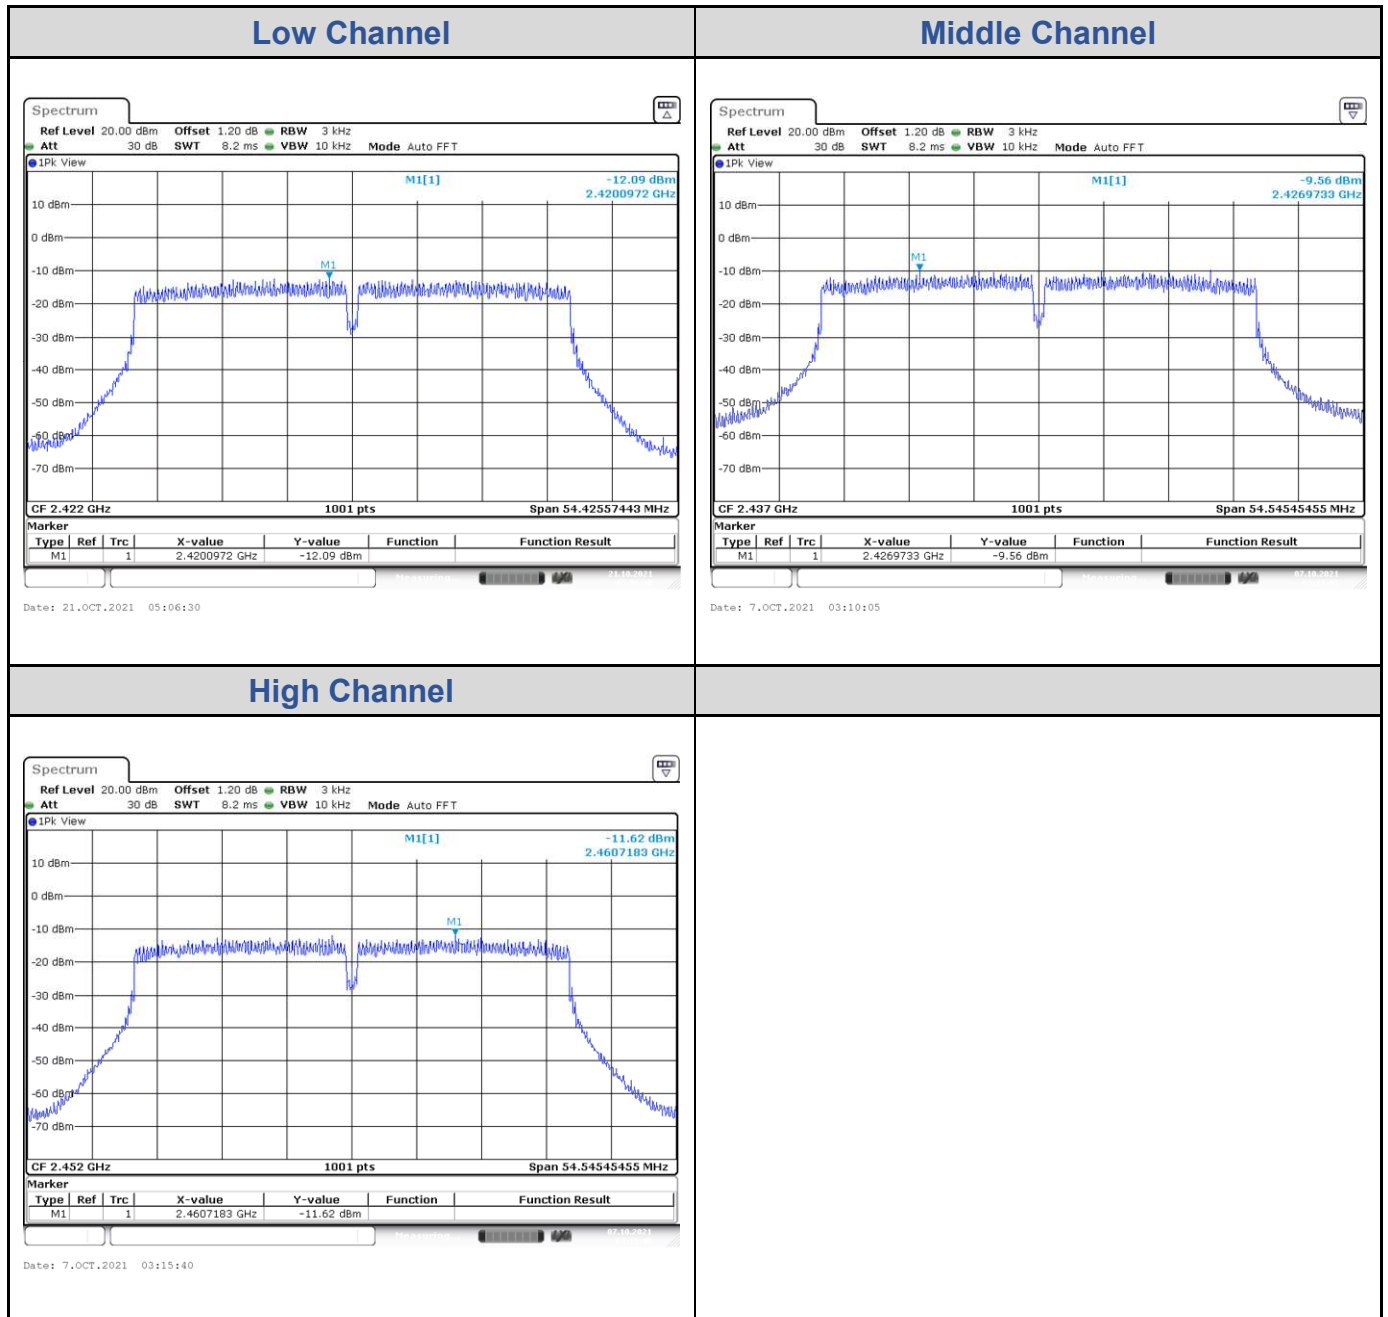 Low Channel
Middle Channel
Spectrum
Ref Level 20.00 dBm Offset 1.20 dB RBW 3 kHz
Att 30 dB SWT 8.2 ms VBW 10 kHz Mode Auto FFT
1Pk View
M1[1] -12.09 dBm
2.4200972 GHz
10 dBm
0 dBm
M1
-10 dBm
-20 dBm
-30 dBm
-40 dBm
-50 dBm
-60 dBm
-70 dBm
CF 2.422 GHz 1001 pts Span 54.42557443 MHz
Marker
Type Ref Trc X-value Y-value Function Function Result
M1 1 2.4200972 GHz -12.09 dBm
Measuring 21.10.2021
Date: 21.OCT.2021 05:06:30
Spectrum
Ref Level 20.00 dBm Offset 1.20 dB RBW 3 kHz
Att 30 dB SWT 8.2 ms VBW 10 kHz Mode Auto FFT
1Pk View
M1[1] -9.56 dBm
2.4269733 GHz
10 dBm
0 dBm
M1
-10 dBm
-20 dBm
-30 dBm
-40 dBm
-50 dBm
-60 dBm
-70 dBm
CF 2.437 GHz 1001 pts Span 54.54545455 MHz
Marker
Type Ref Trc X-value Y-value Function Function Result
M1 1 2.4269733 GHz -9.56 dBm
Measuring 07.10.2021
Date: 7.OCT.2021 03:10:05
High Channel
Spectrum
Ref Level 20.00 dBm Offset 1.20 dB RBW 3 kHz
Att 30 dB SWT 8.2 ms VBW 10 kHz Mode Auto FFT
1Pk View
M1[1] -11.62 dBm
2.4607183 GHz
10 dBm
0 dBm
M1
-10 dBm
-20 dBm
-30 dBm
-40 dBm
-50 dBm
-60 dBm
-70 dBm
CF 2.452 GHz 1001 pts Span 54.54545455 MHz
Marker
Type Ref Trc X-value Y-value Function Function Result
M1 1 2.4607183 GHz -11.62 dBm
Measuring 07.10.2021
Date: 7.OCT.2021 03:15:40